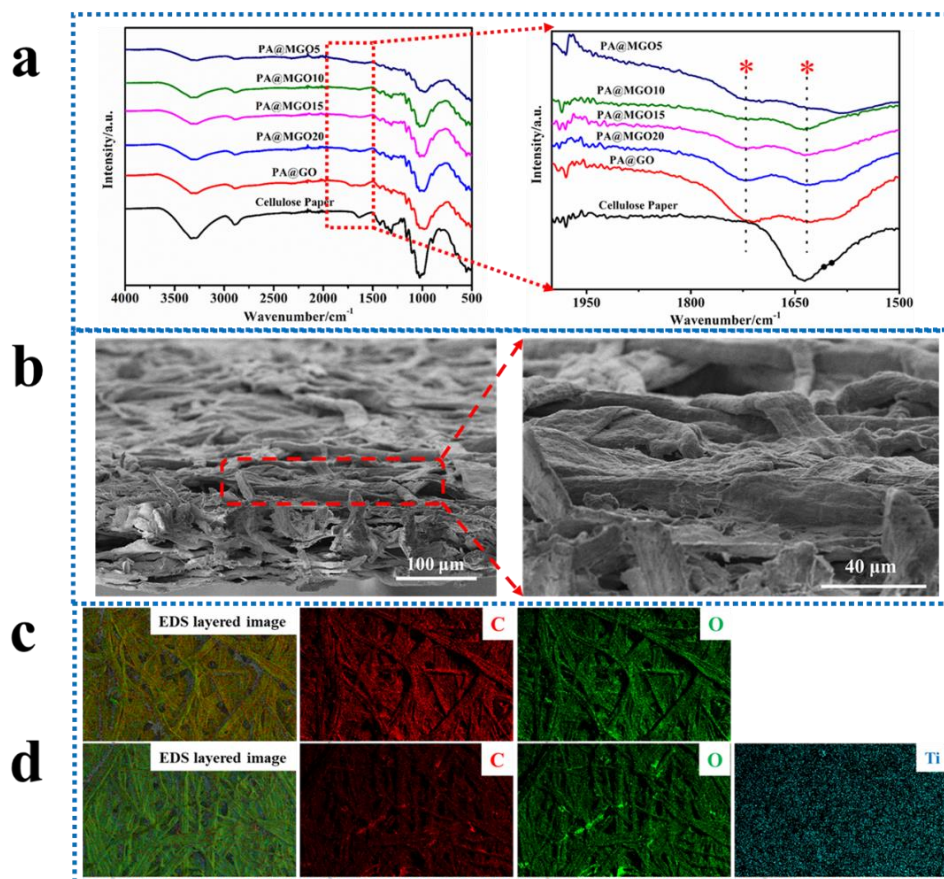 a
PA@MGO5
PA@MGO10
PA@MGO15
PA@MGO20
PA@GO
Cellulose Paper
Intensity/a.u.
4000 3500 3000 2500 2000 1500 1000 500
Wavenumber/cm⁻¹
PA@MGO5
* *
PA@MGO10
PA@MGO15
PA@MGO20
PA@GO
Cellulose Paper
Intensity/a.u.
1950 1800 1650 1500
Wavenumber/cm⁻¹
b
100 μm
40 μm
c
EDS layered image
C
O
d
EDS layered image
C
O
Ti